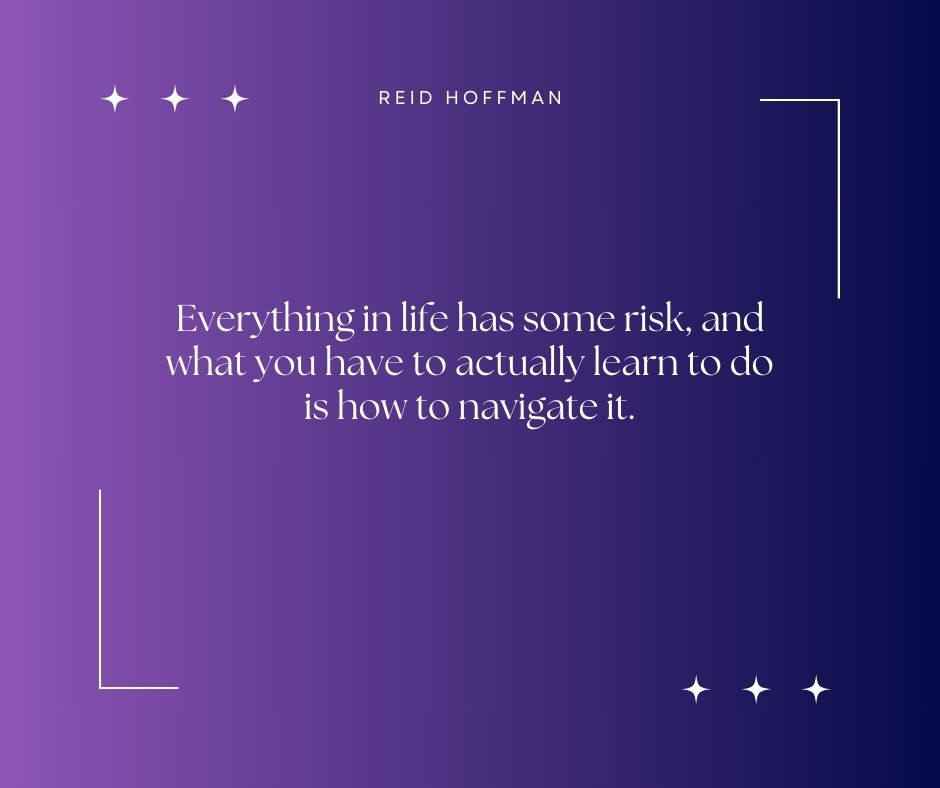 REID HOFFMAN
Everything in life has some risk, and
what you have to actually learn to do
is how to navigate it.